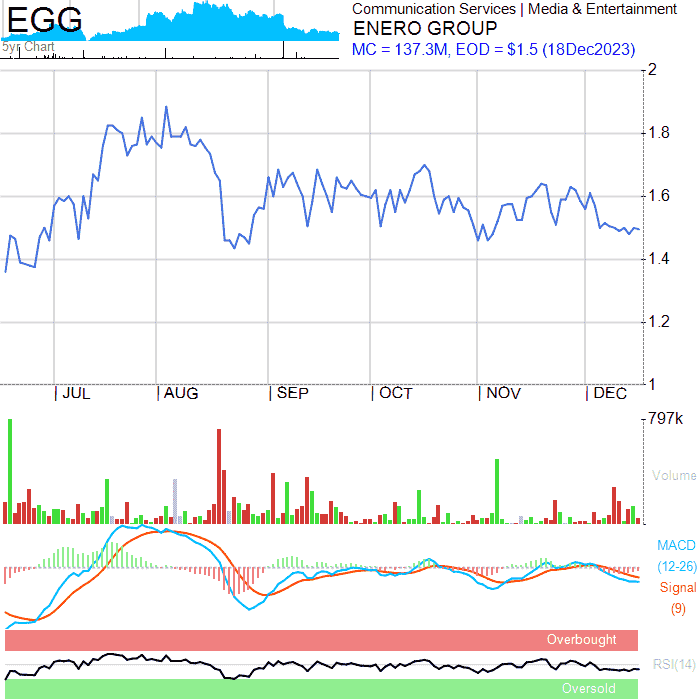 EGG
5yr Chart
Communication Services | Media & Entertainment
ENERO GROUP
MC = 137.3M, EOD = $1.5 (18Dec2023)
2
1.8
1.6
1.4
1.2
1
| JUL | AUG | SEP | OCT | NOV | DEC
797k
Volume
MACD
(12-26)
Signal
(9)
Overbought
RSI(14)
Oversold